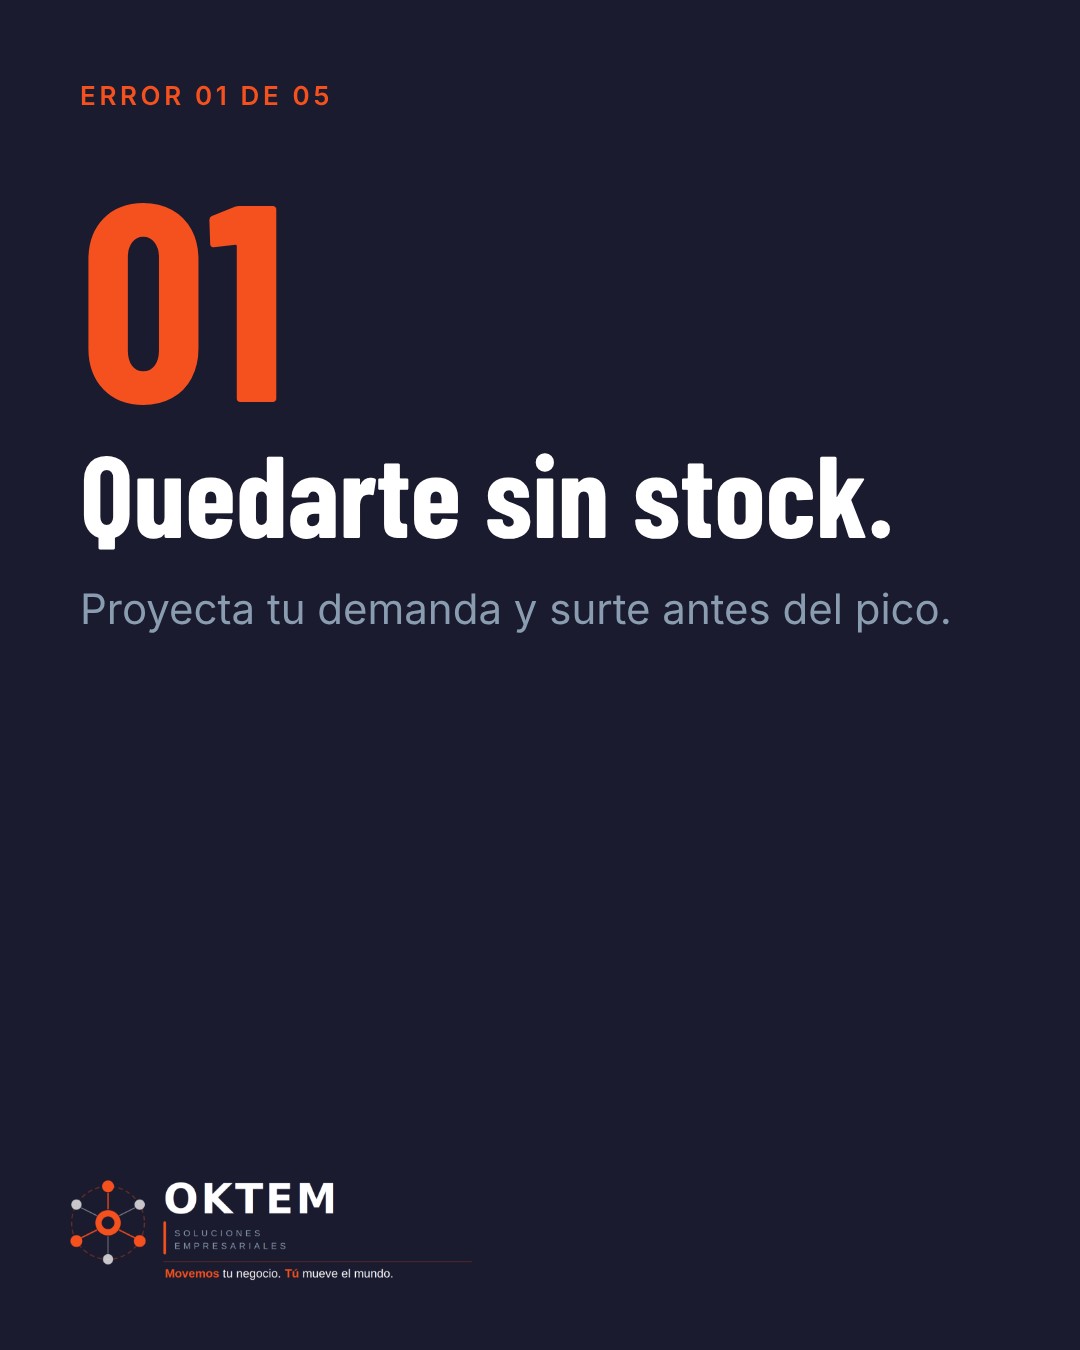 ERROR 01 DE 05
01
Quedarte sin stock.
Proyecta tu demanda y surte antes del pico.
OKTEM
SOLUCIONES
EMPRESARIALES
Movemos tu negocio. Tú mueve el mundo.